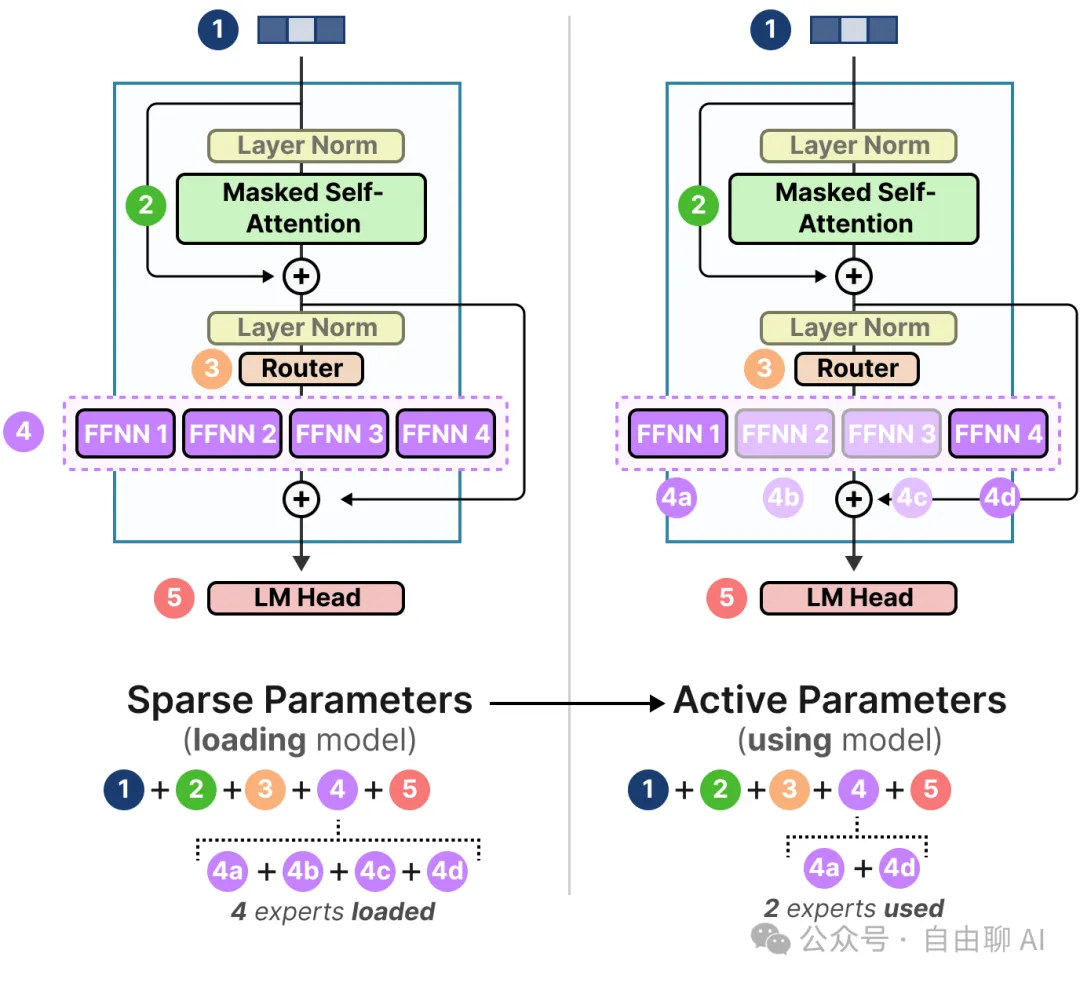 1
Layer Norm
2
Masked Self-
Attention
+
Layer Norm
3 Router
4 FFNN 1 FFNN 2 FFNN 3 FFNN 4
+
5 LM Head
Sparse Parameters
(loading model)
1 + 2 + 3 + 4 + 5
4a + 4b + 4c + 4d
4 experts loaded
1
Layer Norm
2
Masked Self-
Attention
+
Layer Norm
3 Router
FFNN 1 FFNN 2 FFNN 3 FFNN 4
4a 4b + 4c 4d
5 LM Head
Active Parameters
(using model)
1 + 2 + 3 + 4 + 5
4a + 4d
2 experts used
公众号 · 自由聊 AI